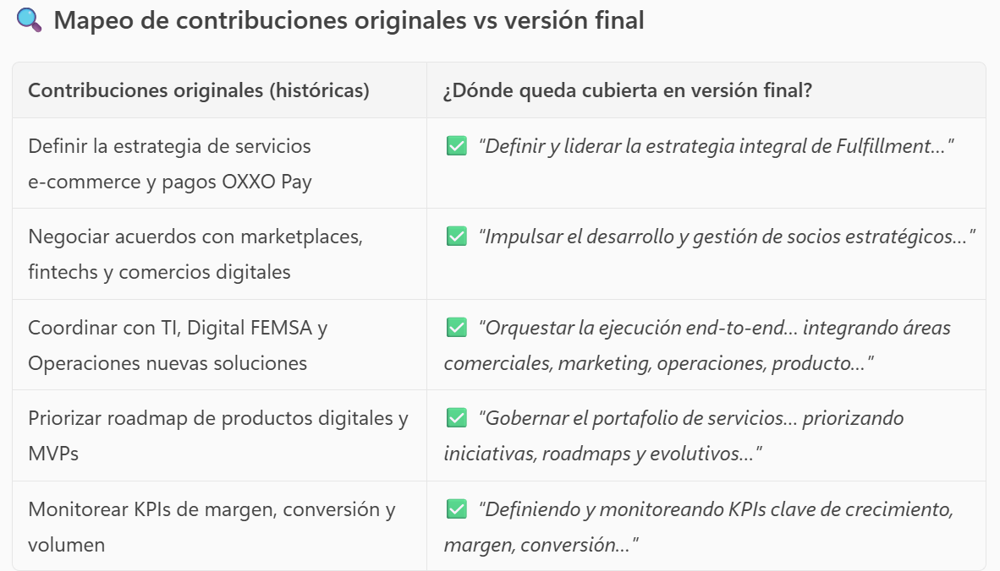 Mapeo de contribuciones originales vs versión final
Contribuciones originales (históricas)
¿Dónde queda cubierta en versión final?
Definir la estrategia de servicios
e-commerce y pagos OXXO Pay
“Definir y liderar la estrategia integral de Fulfillment…”
Negociar acuerdos con marketplaces,
fintechs y comercios digitales
“Impulsar el desarrollo y gestión de socios estratégicos…”
Coordinar con TI, Digital FEMSA y
Operaciones nuevas soluciones
“Orquestar la ejecución end-to-end… integrando áreas
comerciales, marketing, operaciones, producto…”
Priorizar roadmap de productos digitales y
MVPs
“Gobernar el portafolio de servicios… priorizando
iniciativas, roadmaps y evolutivos…”
Monitorear KPIs de margen, conversión y
volumen
“Definiendo y monitoreando KPIs clave de crecimiento,
margen, conversión…”